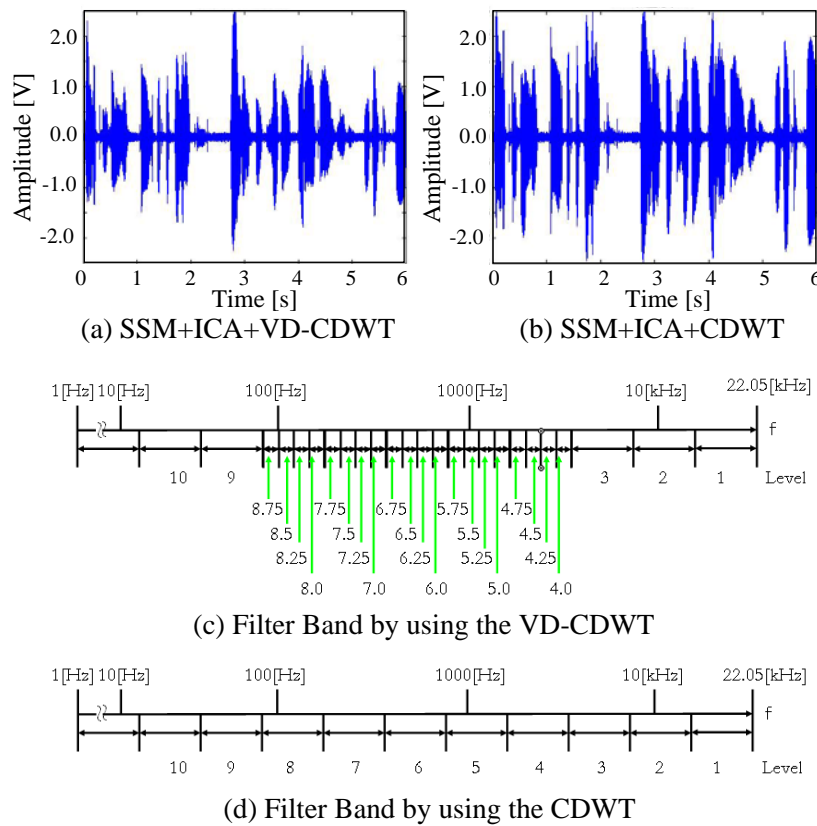 2.0
1.0
0.0
-1.0
-2.0
Amplitude [V]
0 1 2 3 4 5 6
Time [s]
(a) SSM+ICA+VD-CDWT
2.0
1.0
0.0
-1.0
-2.0
Amplitude [V]
0 1 2 3 4 5 6
Time [s]
(b) SSM+ICA+CDWT
1[Hz] 10[Hz] 100[Hz] 1000[Hz] 10[kHz] 22.05[kHz]
f
10 9 3 2 1 Level
8.75 7.75 6.75 5.75 4.75
8.5 7.5 6.5 5.5 4.5
8.25 7.25 6.25 5.25 4.25
8.0 7.0 6.0 5.0 4.0
(c) Filter Band by using the VD-CDWT
1[Hz] 10[Hz] 100[Hz] 1000[Hz] 10[kHz] 22.05[kHz]
f
10 9 8 7 6 5 4 3 2 1 Level
(d) Filter Band by using the CDWT